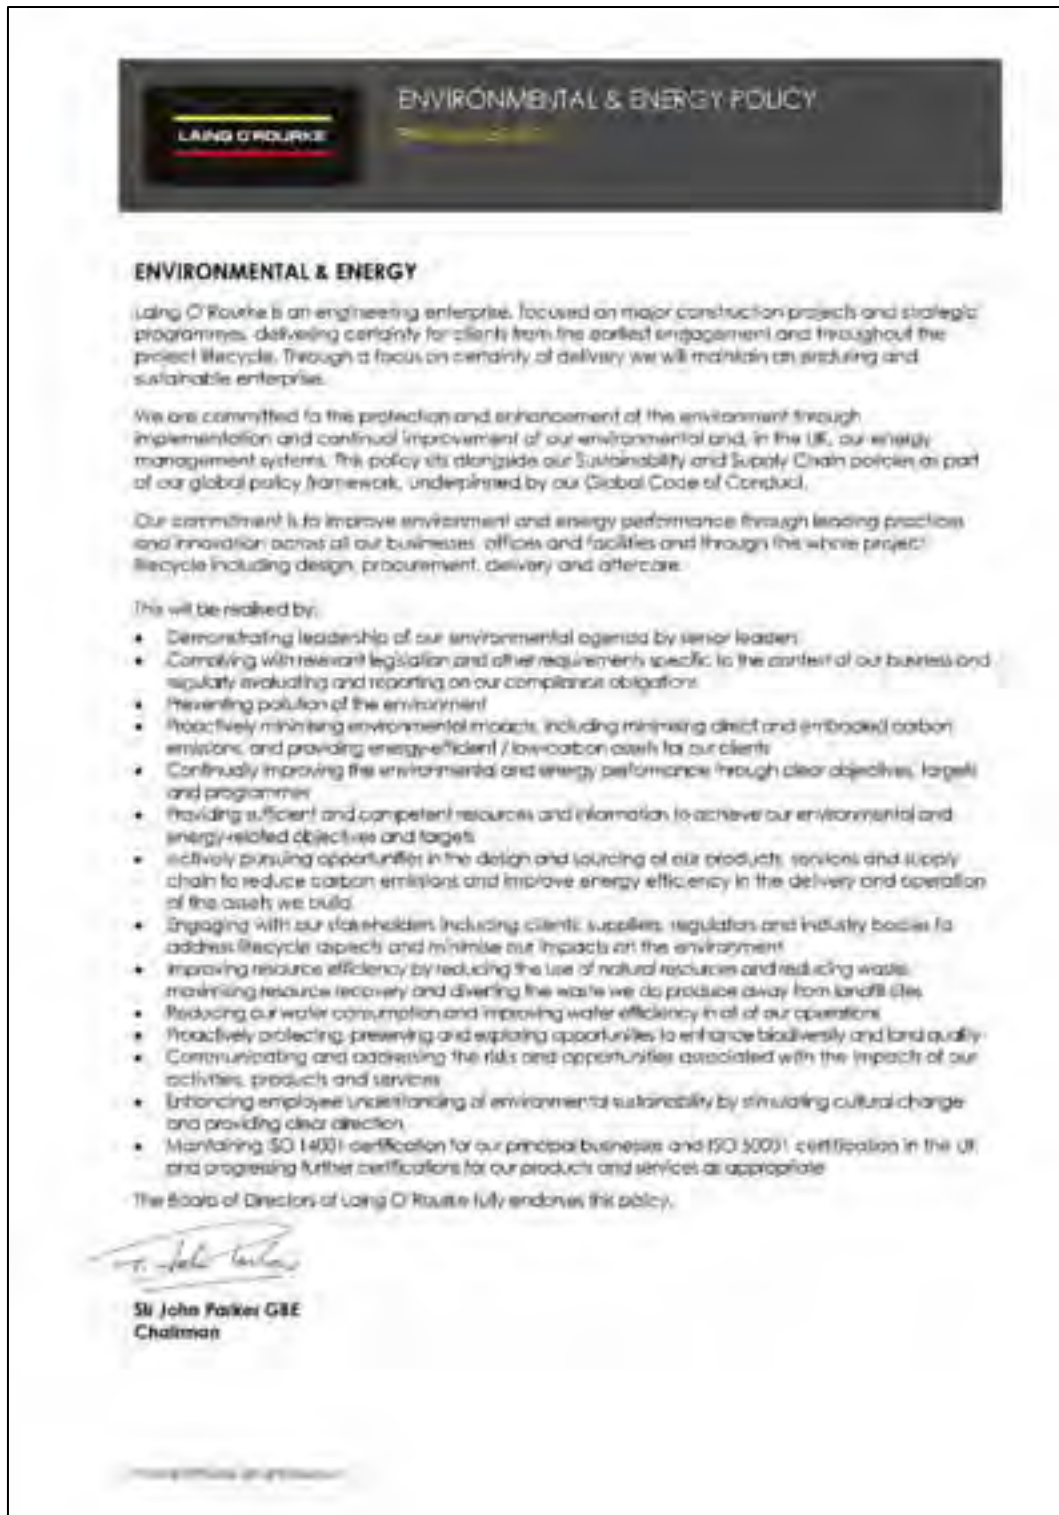 ENVIRONMENTAL & ENERGY POLICY
LAING O'ROURKE
ENVIRONMENTAL & ENERGY
Laing O'Rourke is an engineering enterprise, focused on major construction projects and strategic
programmes, delivering certainty for clients from the earliest engagement and throughout the
project lifecycle. Through a focus on certainty of delivery we will maintain an enduring and
sustainable enterprise.
We are committed to the protection and enhancement of the environment through
implementation and continual improvement of our environmental and, in the UK, our energy
management systems. This policy sits alongside our Sustainability and Supply Chain policies as part
of our global policy framework, underpinned by our Global Code of Conduct.
Our commitment is to improve environment and energy performance through leading practices
and innovation across all our businesses, offices and facilities and through the whole project
lifecycle including design, procurement, delivery and aftercare.
This will be realised by:
• Demonstrating leadership of our environmental agenda by senior leaders
• Complying with relevant legislation and other requirements specific to the context of our business and
regularly evaluating and reporting on our compliance obligations
• Preventing pollution of the environment
• Proactively minimising environmental impacts, including minimising direct and embodied carbon
emissions, and providing energy-efficient / low-carbon assets for our clients
• Continually improving the environmental and energy performance through clear objectives, targets
and programmes
• Providing sufficient and competent resources and information to achieve our environmental and
energy-related objectives and targets
• Actively pursuing opportunities in the design and sourcing of our products, services and supply
chain to reduce carbon emissions and improve energy efficiency in the delivery and operation
of the assets we build
• Engaging with our stakeholders including clients, suppliers, regulators and industry bodies to
address lifecycle aspects and minimise our impacts on the environment
• Improving resource efficiency by reducing the use of natural resources and reducing waste,
maximising resource recovery and diverting the waste we do produce away from landfill sites
• Reducing our water consumption and improving water efficiency in all of our operations
• Proactively protecting, preserving and exploring opportunities to enhance biodiversity and land quality
• Communicating and addressing the risks and opportunities associated with the impacts of our
activities, products and services
• Enhancing employee understanding of environmental sustainability by stimulating cultural change
and providing clear direction
• Maintaining ISO 14001 certification for our principal businesses and ISO 50001 certification in the UK
and progressing further certifications for our products and services as appropriate
The Board of Directors of Laing O'Rourke fully endorses this policy.
Sir John Parker GBE
Chairman